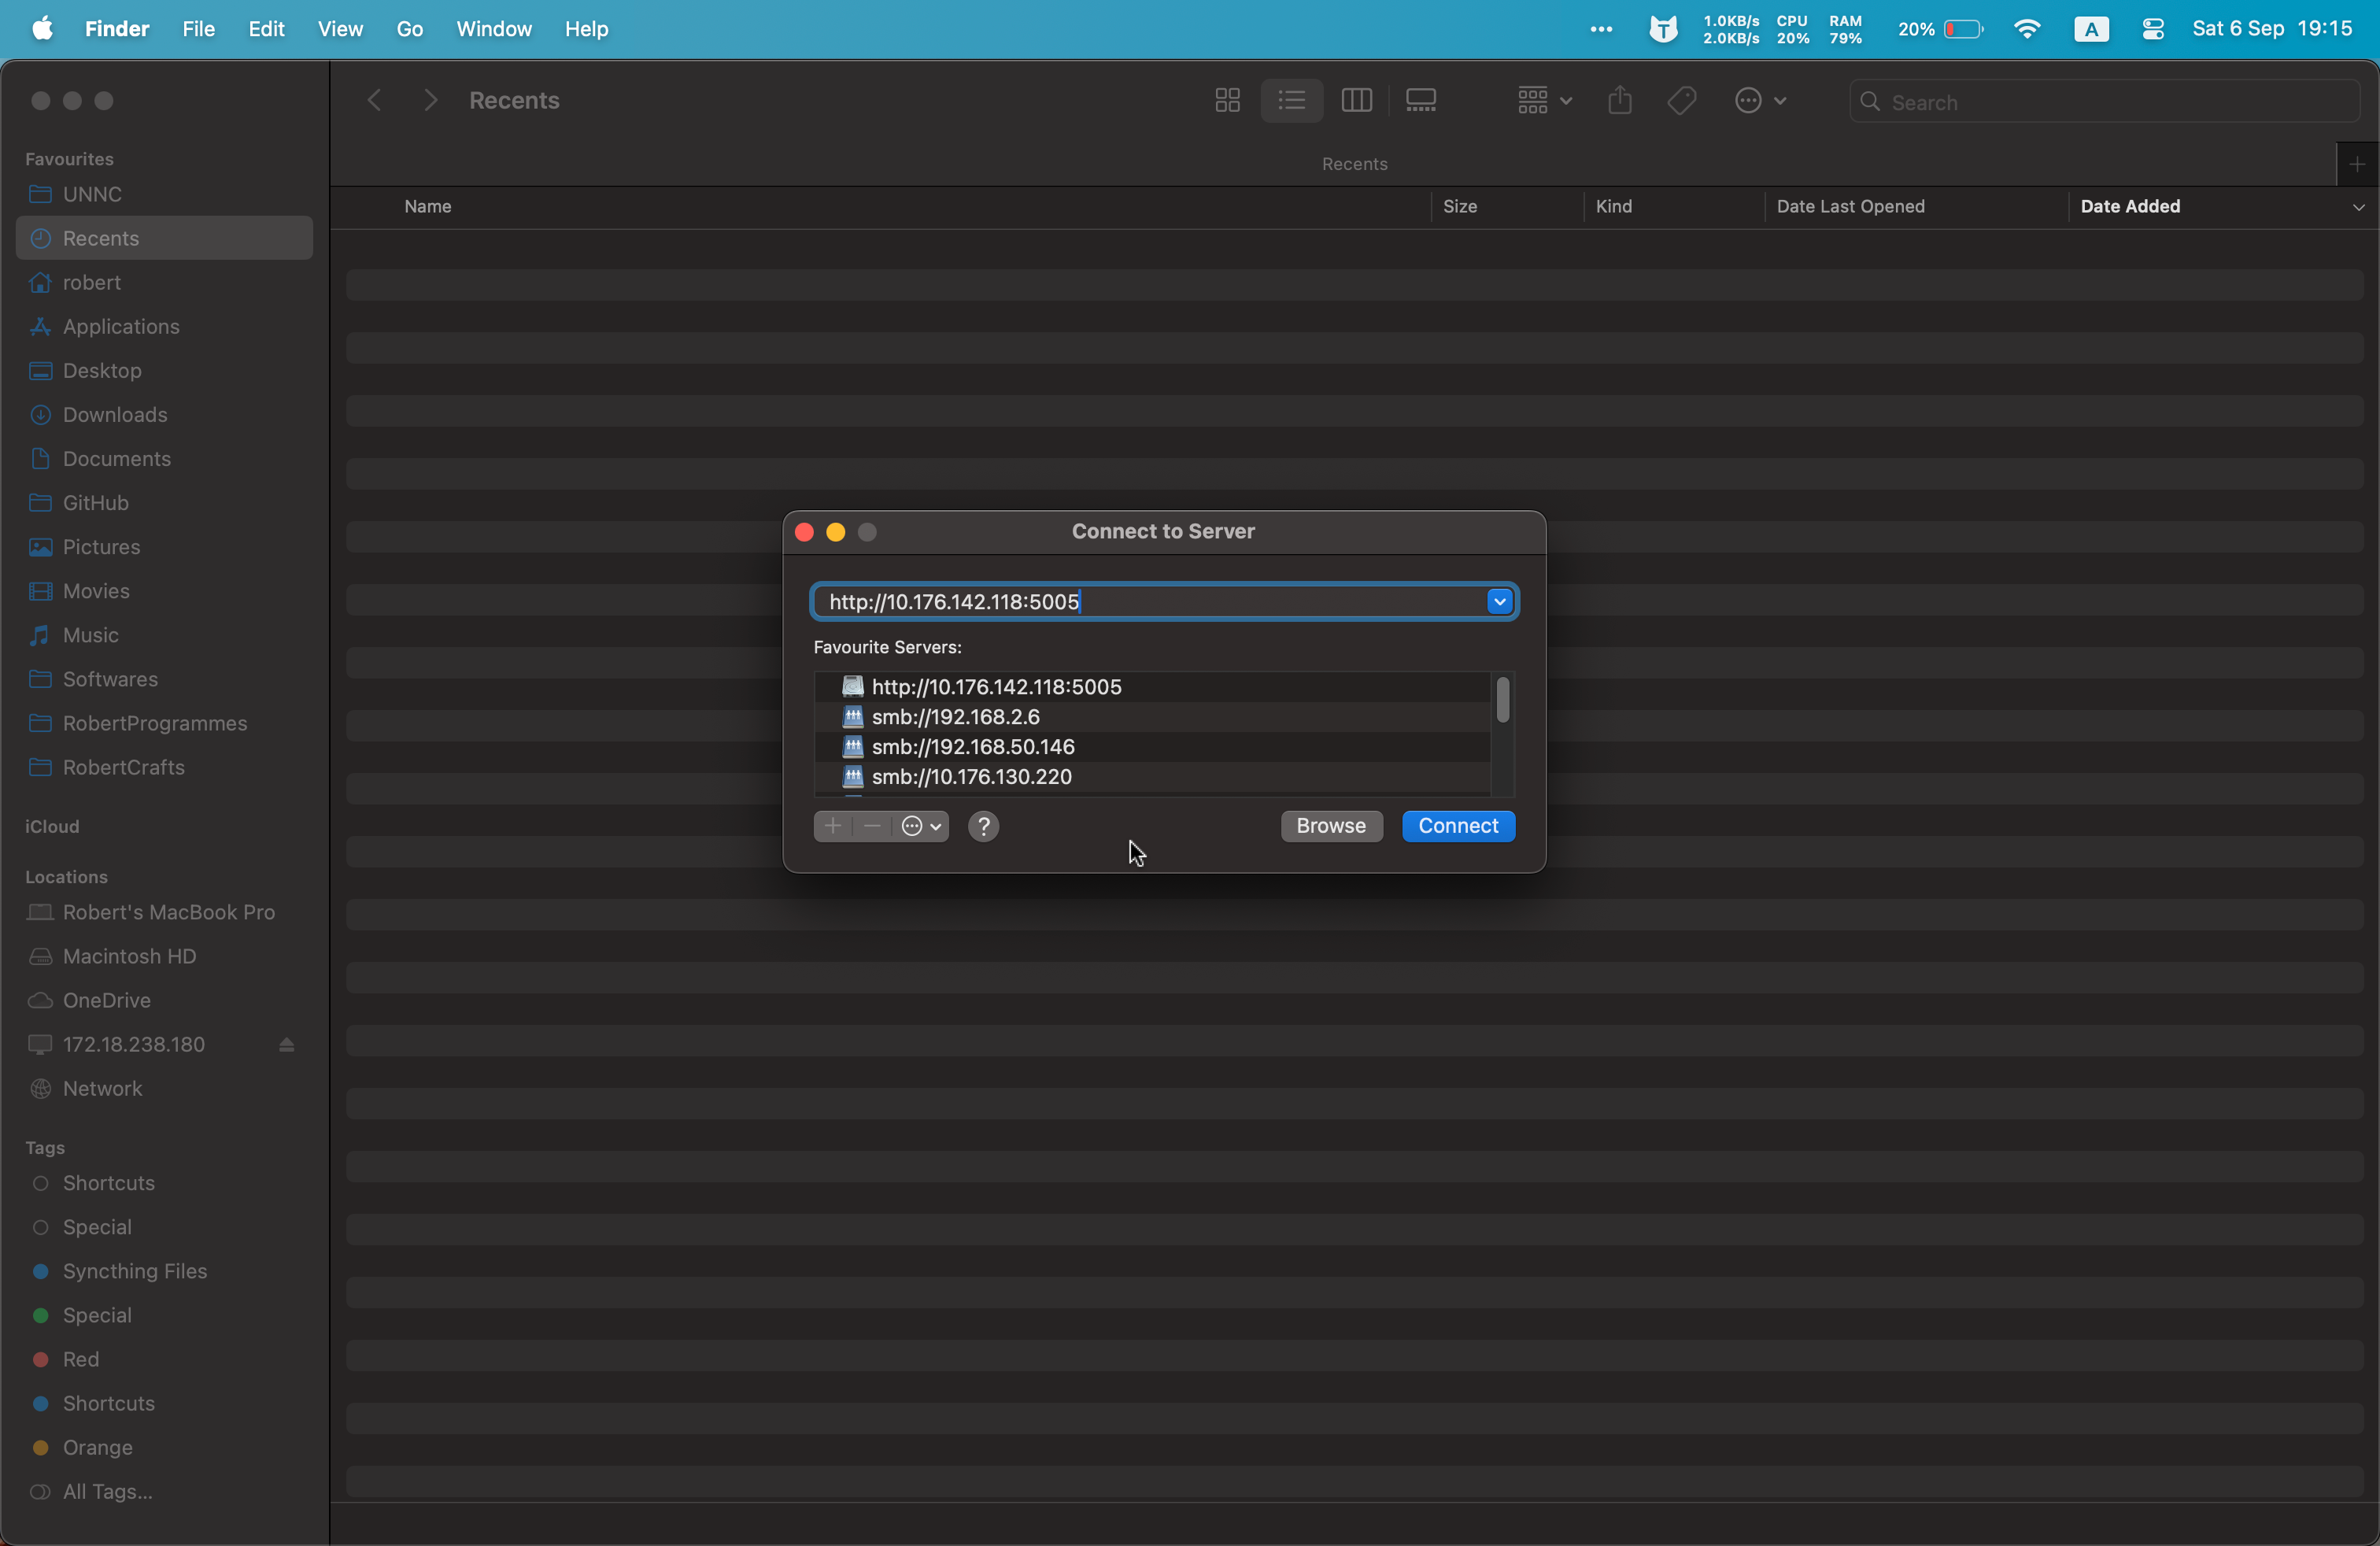 Finder File Edit View Go Window Help
T
1.0KB/s CPU RAM
2.0KB/s 20% 79%
20%
A
Sat 6 Sep 19:15
Recents
Search
Recents
Name Size Kind Date Last Opened Date Added
Favourites
UNNC
Recents
robert
Applications
Desktop
Downloads
Documents
GitHub
Pictures
Movies
Music
Softwares
RobertProgrammes
RobertCrafts
iCloud
Locations
Robert's MacBook Pro
Macintosh HD
OneDrive
172.18.238.180
Network
Tags
Shortcuts
Special
Syncthing Files
Special
Red
Shortcuts
Orange
All Tags...
Connect to Server
http://10.176.142.118:5005
Favourite Servers:
http://10.176.142.118:5005
smb://192.168.2.6
smb://192.168.50.146
smb://10.176.130.220
? Browse Connect